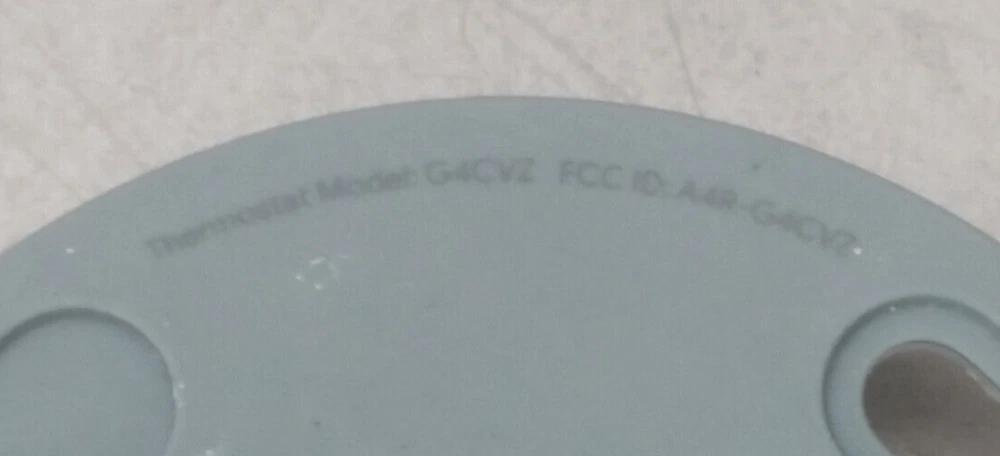 Thermostat Model: G4CVZ FCC ID: A4R-G4CVZ